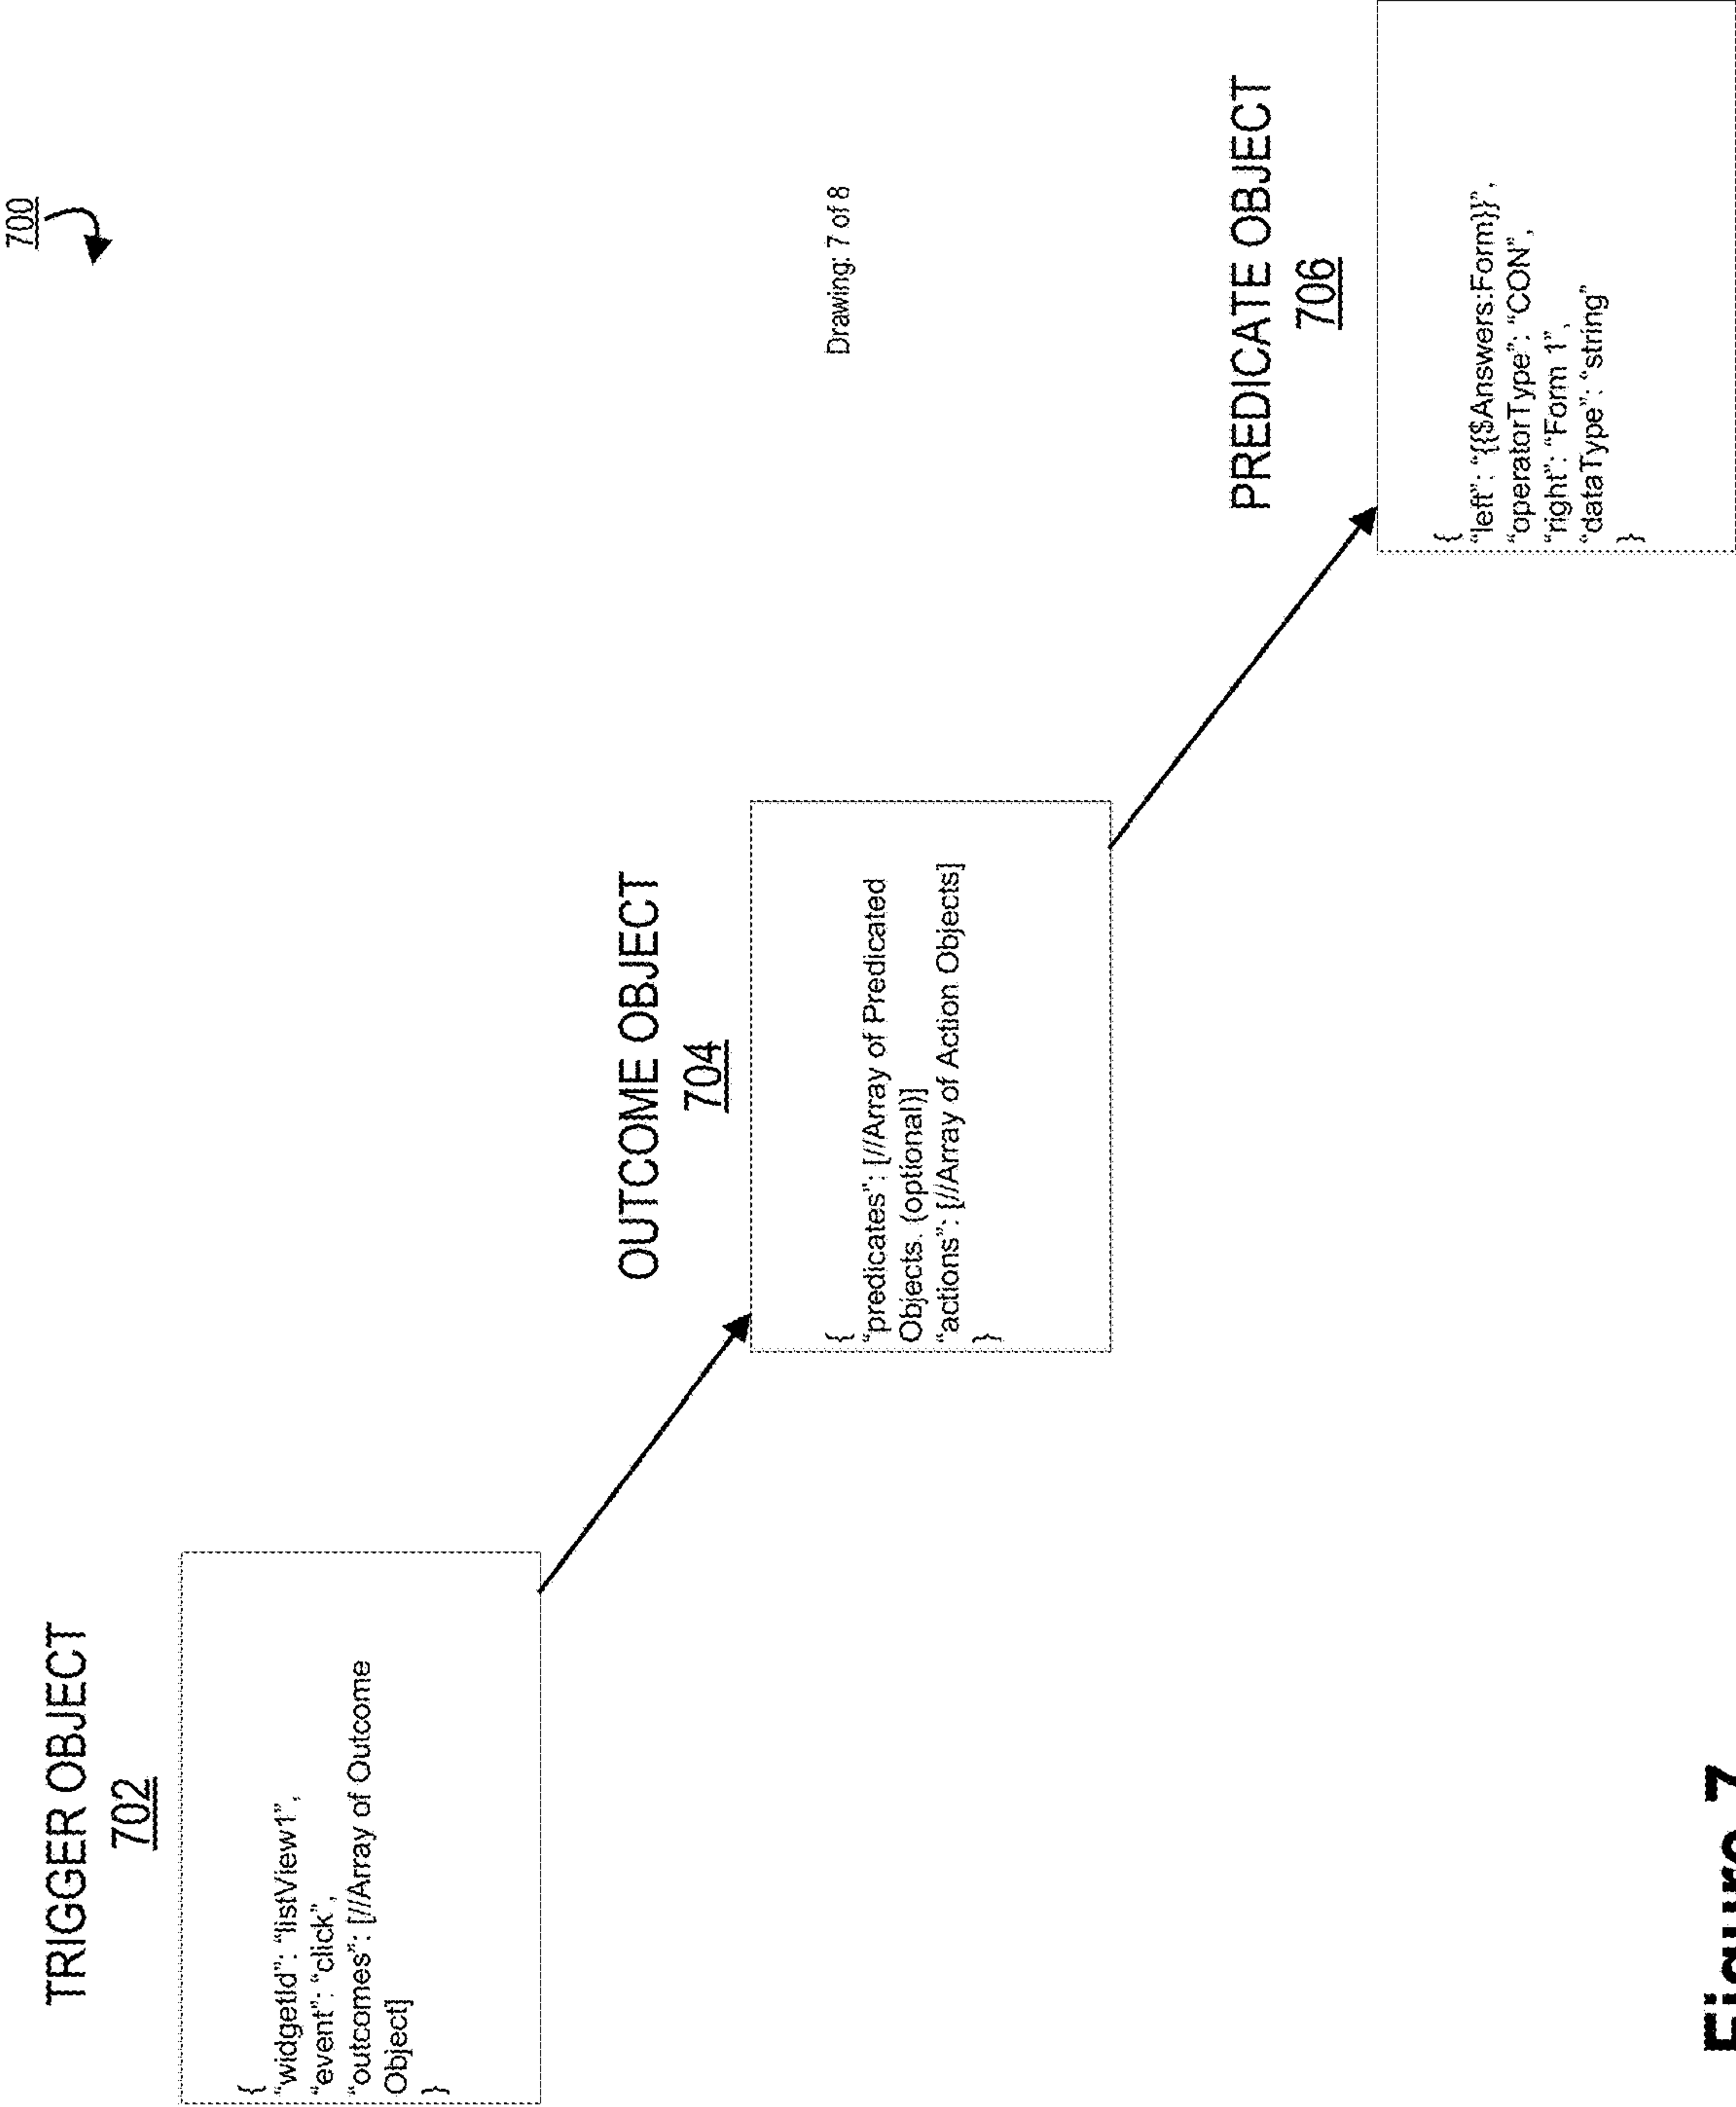 700
TRIGGER OBJECT
702
{
“widgetId”: “listView1”,
“event”: “click”,
“outcomes”: [//Array of Outcome
Object]
}
OUTCOME OBJECT
704
{
“predicates”: [//Array of Predicated
Objects. (optional)]
“actions”: [//Array of Action Objects]
}
Drawing: 7 of 8
PREDICATE OBJECT
706
{
“left”: “{{$Answers:Form}}”,
“operatorType”: “CON”,
“right”: “Form 1”,
“dataType”: “string”
}
Figure 7